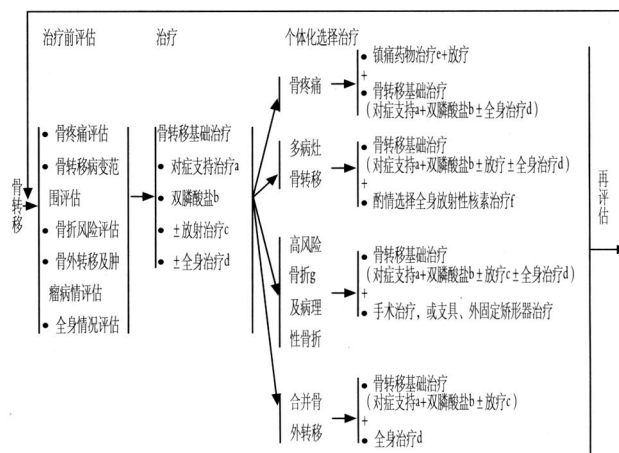 治疗前评估
治疗
个体化选择治疗
骨转移
骨疼痛评估
骨转移病变范
围评估
骨折风险评估
骨外转移及肿
瘤病情评估
全身情况评估
骨转移基础治疗
对症支持治疗a
双膦酸盐b
±放射治疗c
±全身治疗d
骨疼痛
镇痛药物治疗e+放疗
+
骨转移基础治疗
(对症支持a+双膦酸盐b±全身治疗d)
多病灶
骨转移
骨转移基础治疗
(对症支持a+双膦酸盐b±放疗±全身治疗d)
+
酌情选择全身放射性核素治疗f
高风险
骨折g
及病理
性骨折
骨转移基础治疗
(对症支持a+双膦酸盐b±放疗c±全身治疗d)
+
手术治疗，或支具、外固定矫形器治疗
合并骨
外转移
骨转移基础治疗
(对症支持a+双膦酸盐b±放疗c)
+
全身治疗d
再评估